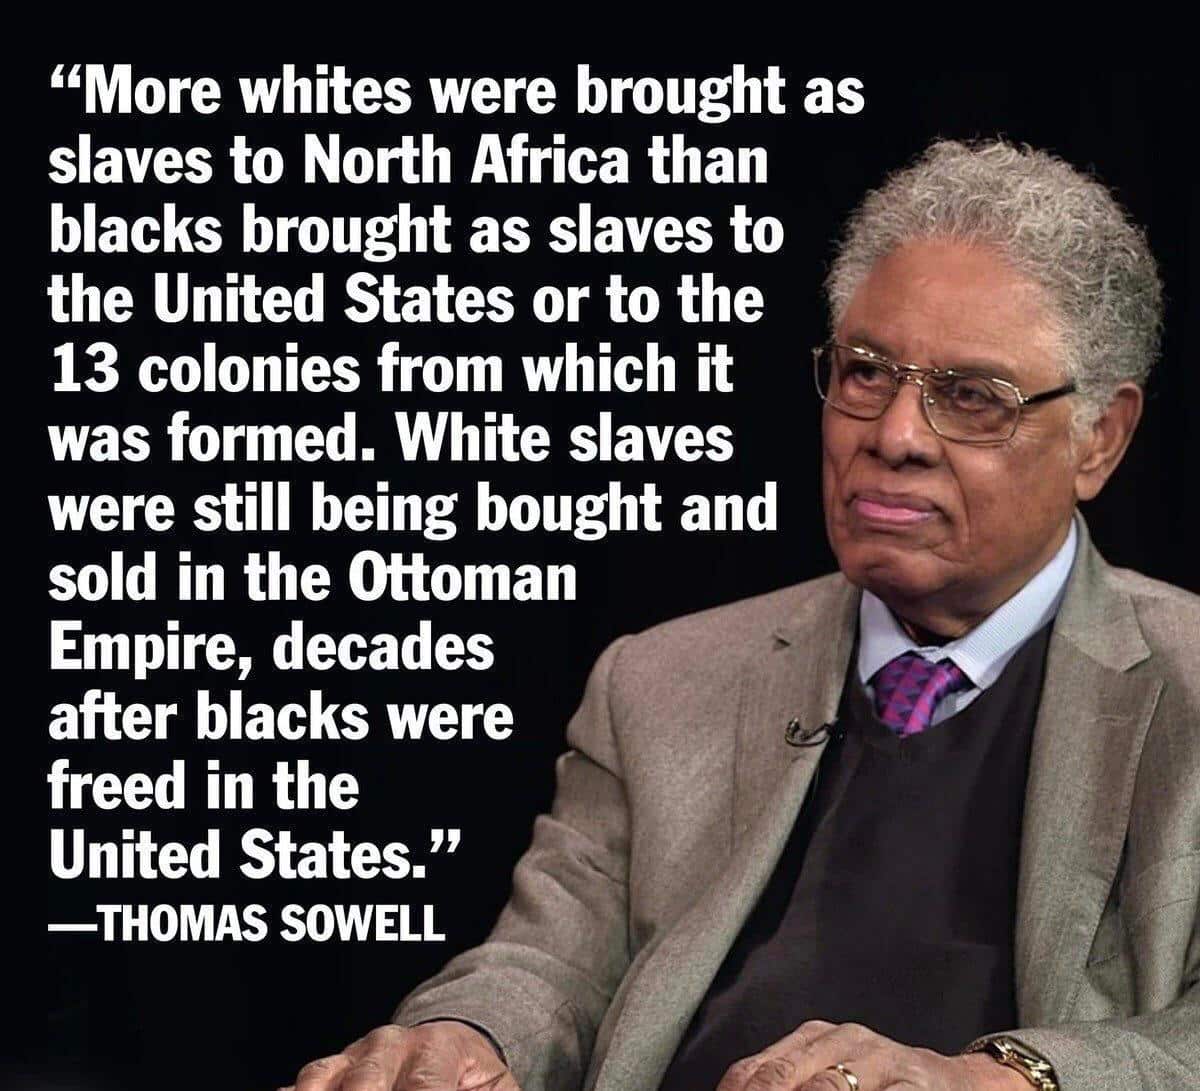 “More whites were brought as
slaves to North Africa than
blacks brought as slaves to
the United States or to the
13 colonies from which it
was formed. White slaves
were still being bought and
sold in the Ottoman
Empire, decades
after blacks were
freed in the
United States.”
—THOMAS SOWELL